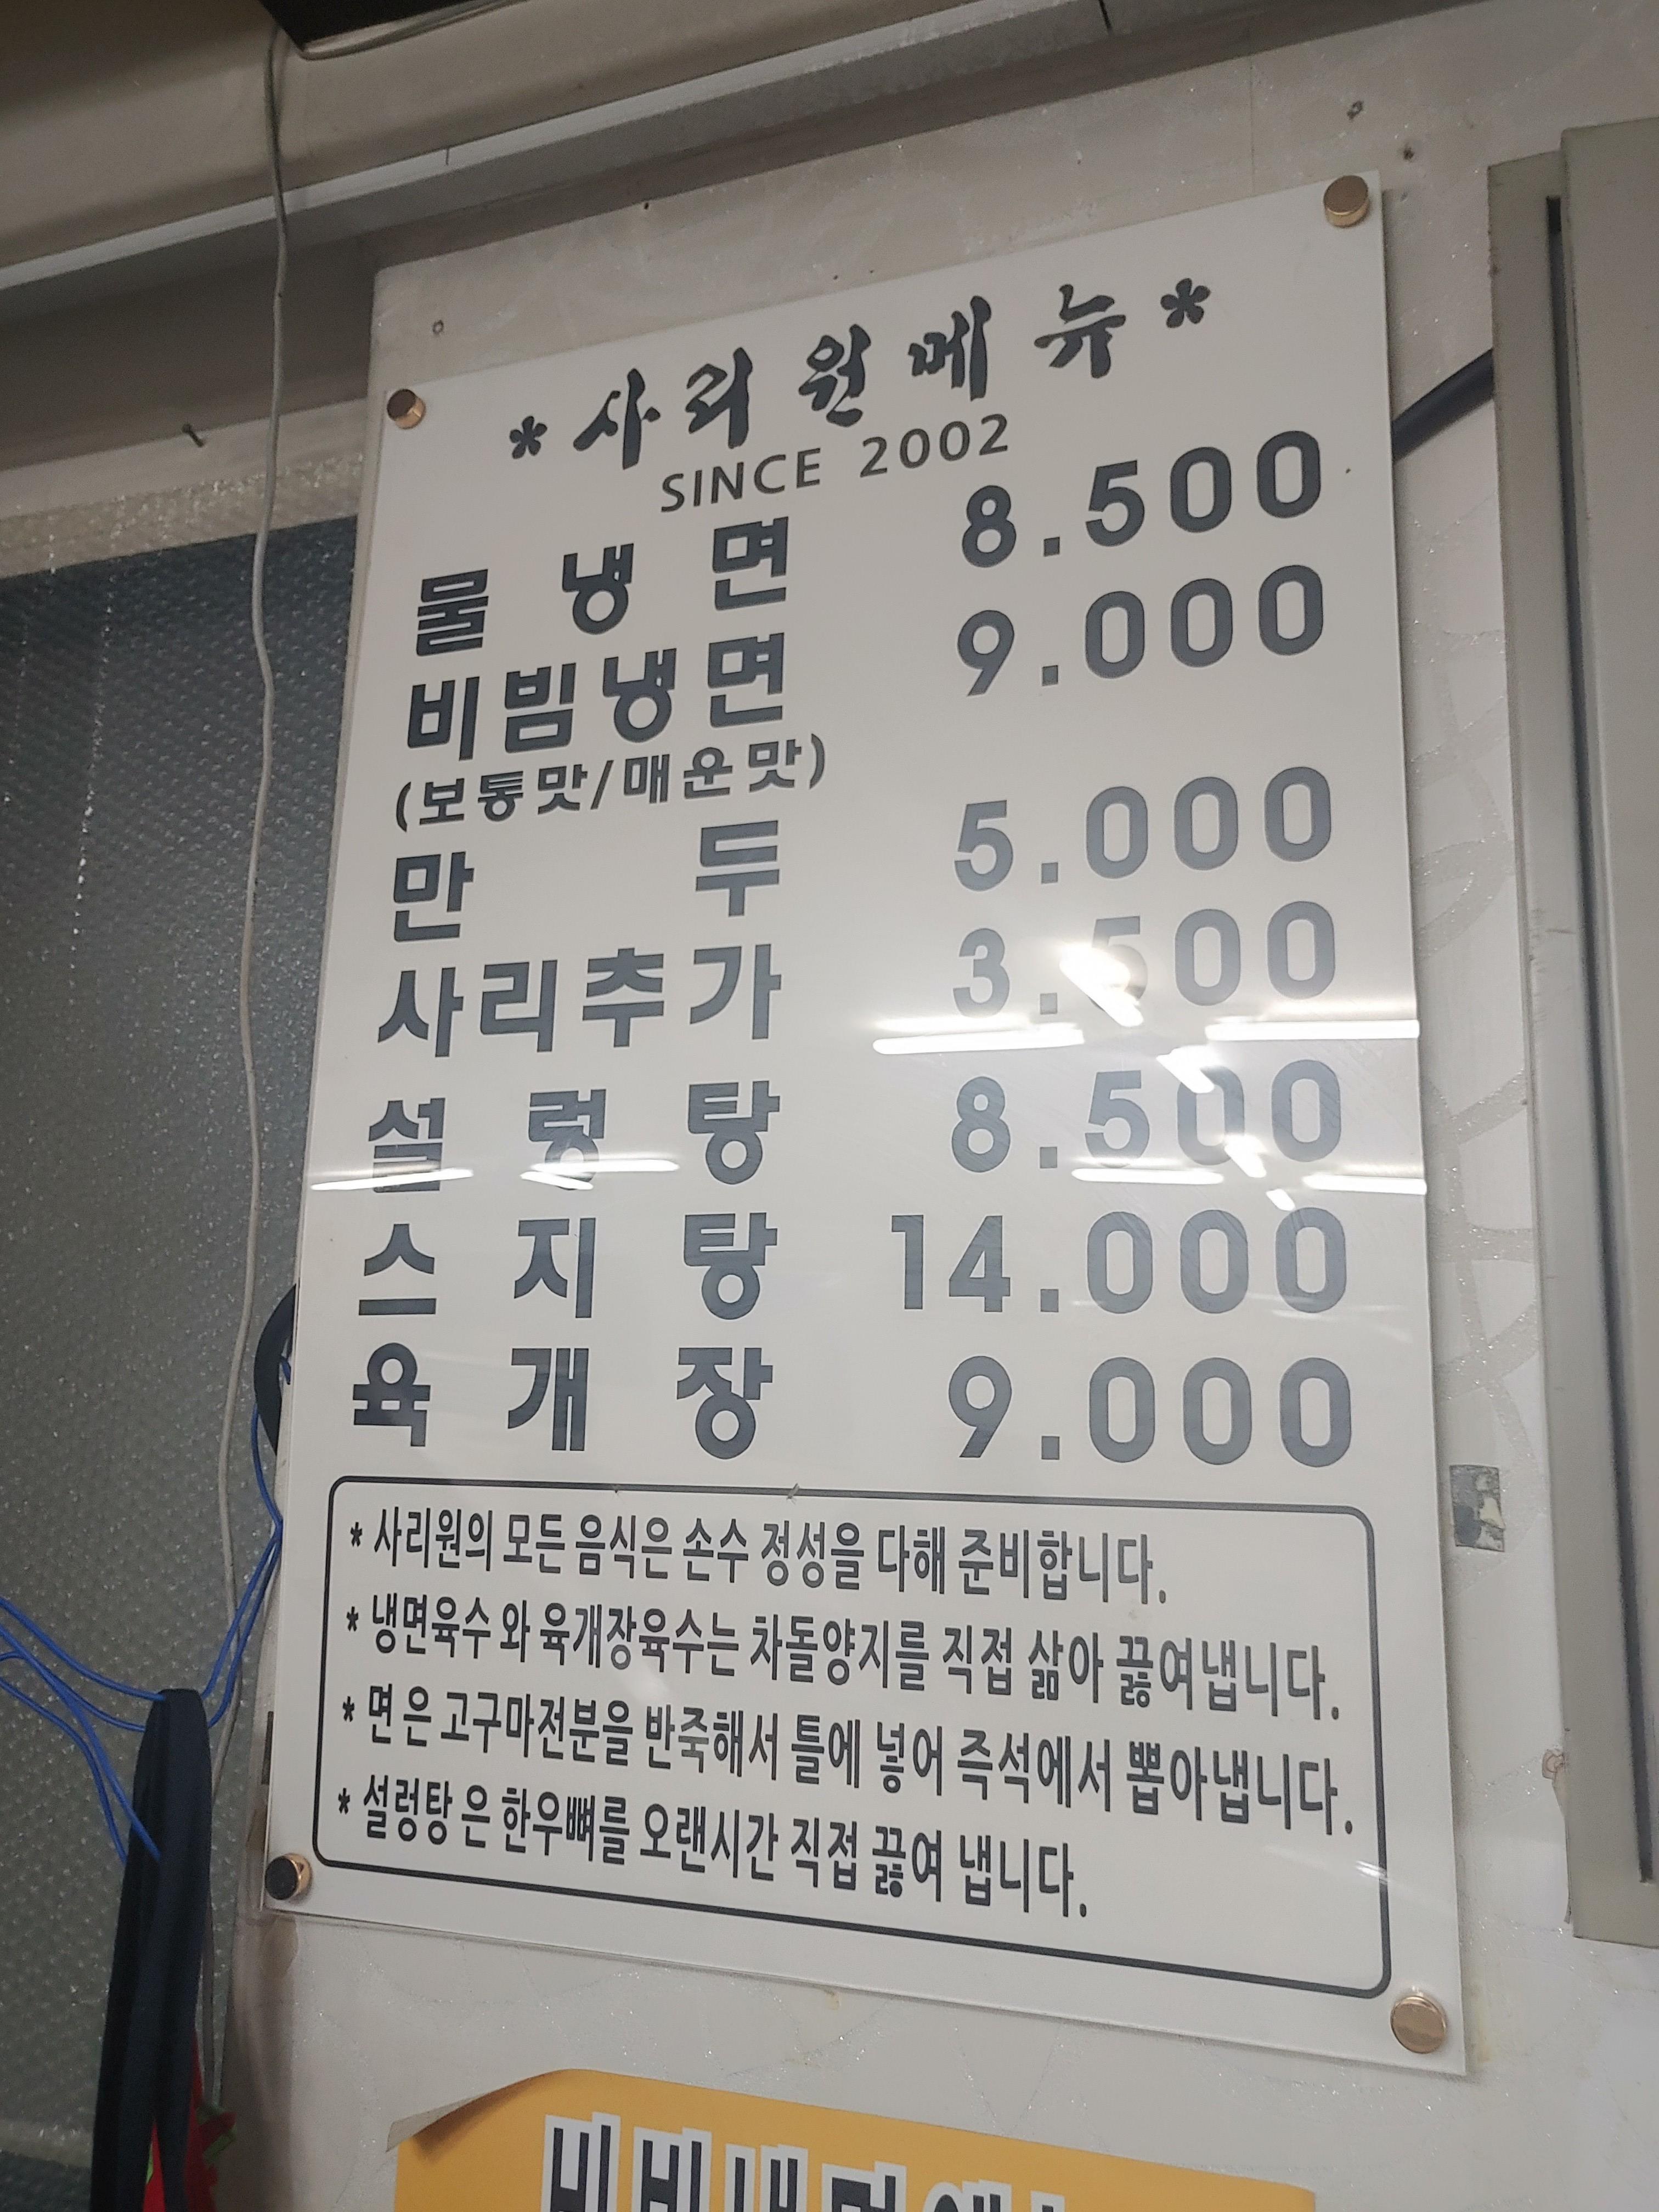 *사리원메뉴*
SINCE 2002
물냉면 8.500
비빔냉면 9.000
(보통맛/매운맛)
만두 5.000
사리추가 3.500
설렁탕 8.500
스지탕 14.000
육개장 9.000
* 사리원의 모든 음식은 손수 정성을 다해 준비합니다.
* 냉면육수 와 육개장육수는 차돌양지를 직접 삶아 끓여냅니다.
* 면 은 고구마전분을 반죽해서 틀에 넣어 즉석에서 뽑아냅니다.
* 설렁탕 은 한우뼈를 오랜시간 직접 끓여 냅니다.
비빔냉면에